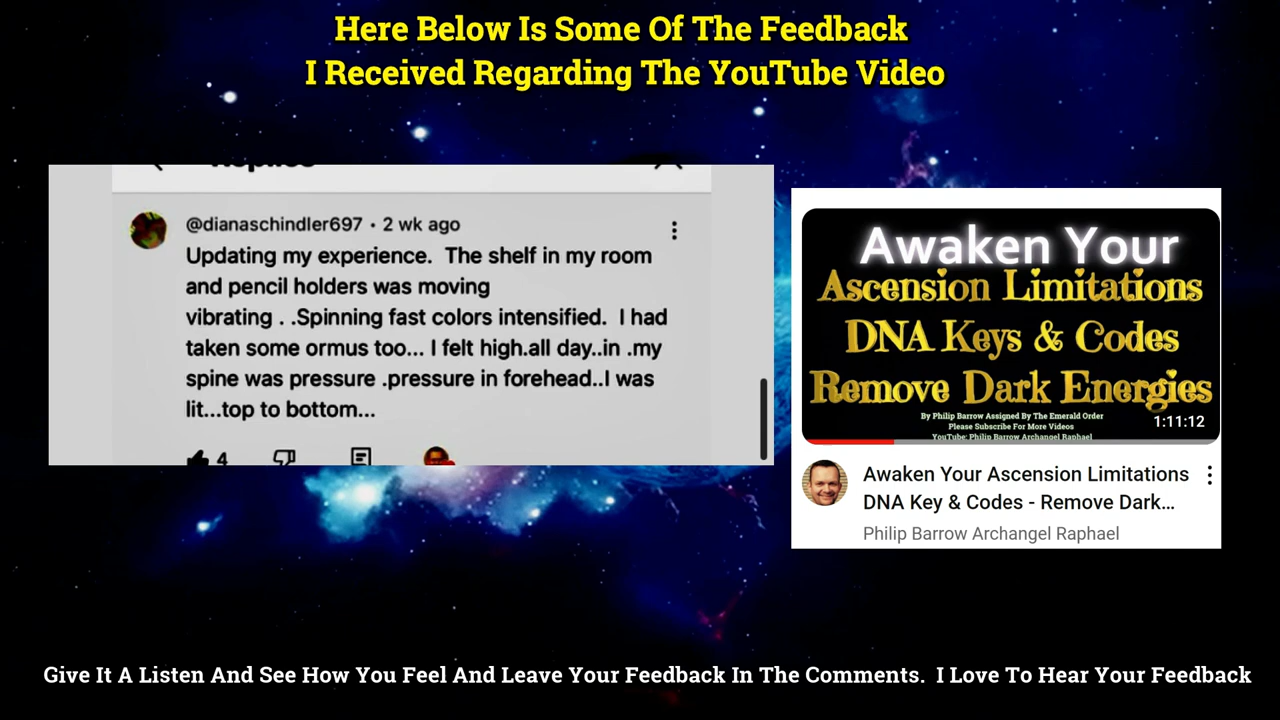 Here Below Is Some Of The Feedback
I Received Regarding The YouTube Video
Replies
@dianaschindler697 • 2 wk ago
Updating my experience. The shelf in my room
and pencil holders was moving
vibrating . .Spinning fast colors intensified. I had
taken some ormus too... I felt high.all day..in .my
spine was pressure .pressure in forehead..I was
lit...top to bottom...
4
Awaken Your
Ascension Limitations
DNA Keys & Codes
Remove Dark Energies
By Philip Barrow Assigned By The Emerald Order
Please Subscribe For More Videos
YouTube: Philip Barrow Archangel Raphael
1:11:12
Awaken Your Ascension Limitations
DNA Key & Codes - Remove Dark...
Philip Barrow Archangel Raphael
Give It A Listen And See How You Feel And Leave Your Feedback In The Comments. I Love To Hear Your Feedback